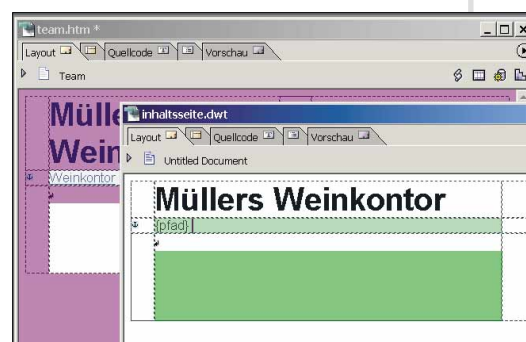 team.htm *
Layout Quellcode Vorschau
Team
Müll
Wein
Weinkontor
inhaltsseite.dwt
Layout Quellcode Vorschau
Untitled Document
Müllers Weinkontor
{pfad}